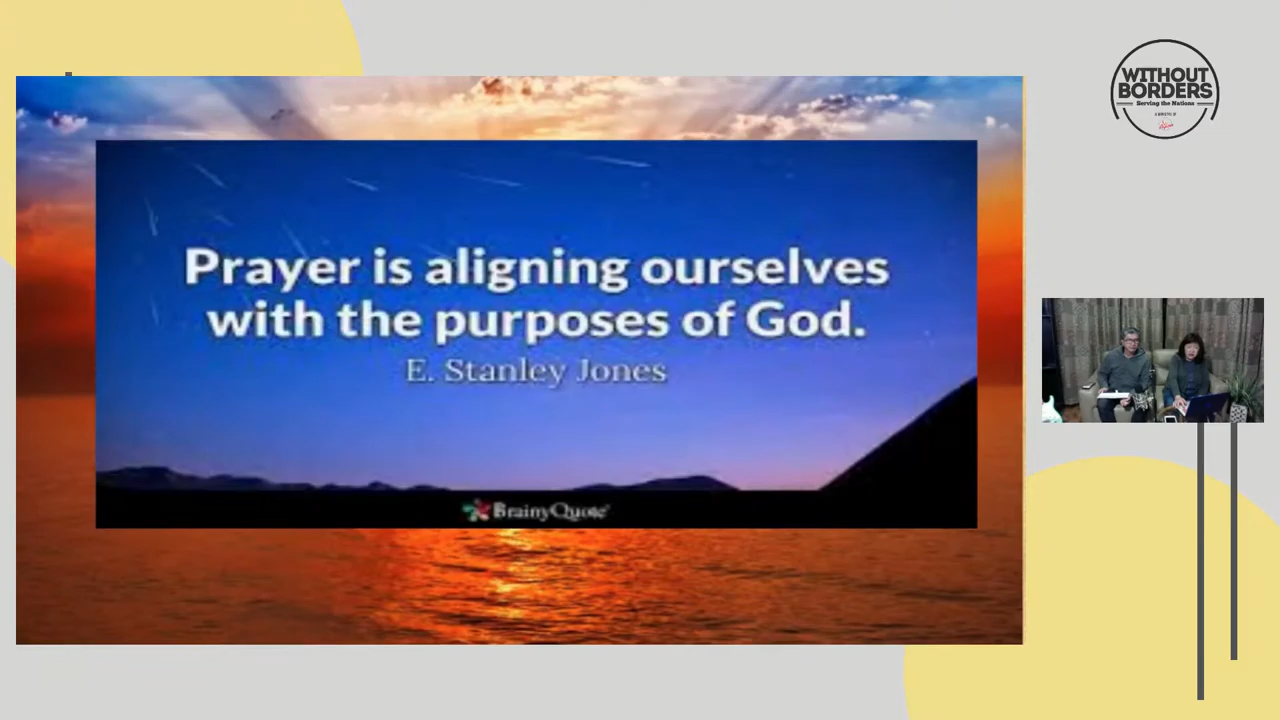 Prayer is aligning ourselves
with the purposes of God.
E. Stanley Jones
BrainyQuote®
WITHOUT
BORDERS
Serving the Nations